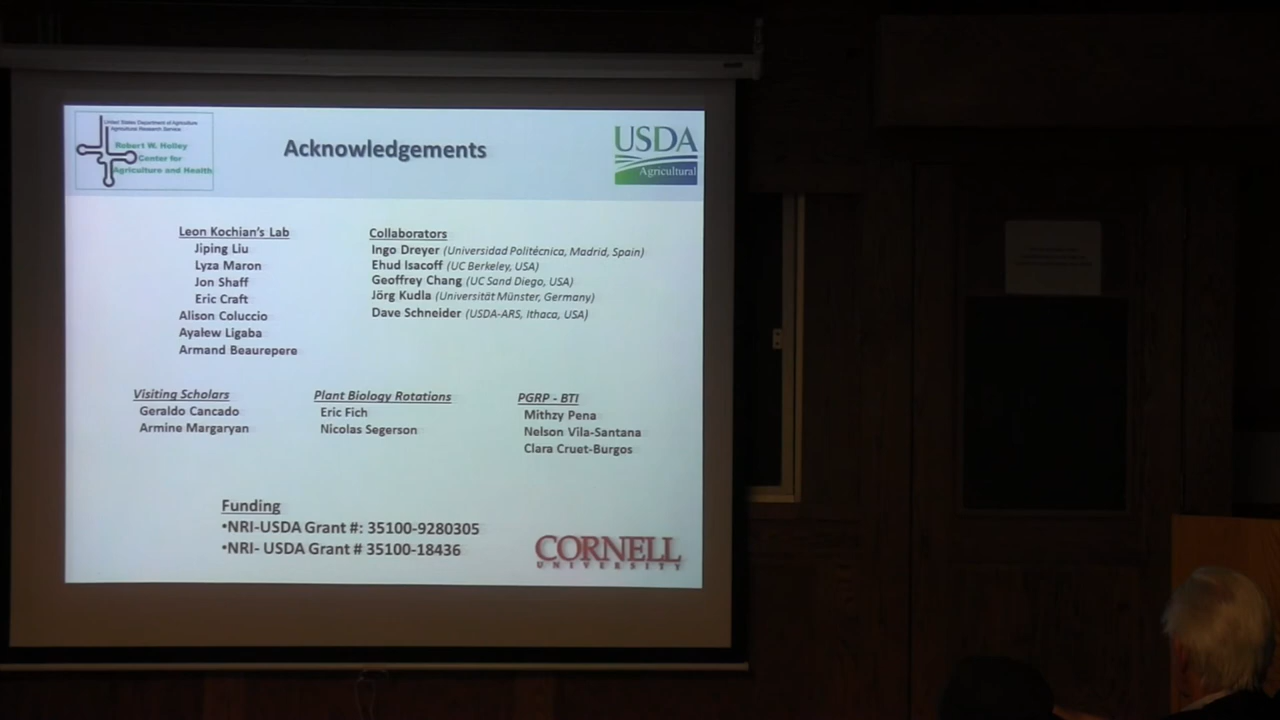 United States Department of Agriculture
Agricultural Research Service
Robert W. Holley
Center for
Agriculture and Health
Acknowledgements
USDA
Agricultural
Leon Kochian's Lab
Jiping Liu
Lyza Maron
Jon Shaff
Eric Craft
Alison Coluccio
Ayalew Ligaba
Armand Beaurepere
Collaborators
Ingo Dreyer (Universidad Politécnica, Madrid, Spain)
Ehud Isacoff (UC Berkeley, USA)
Geoffrey Chang (UC Sand Diego, USA)
Jörg Kudla (Universität Münster, Germany)
Dave Schneider (USDA-ARS, Ithaca, USA)
Visiting Scholars
Geraldo Cancado
Armine Margaryan
Plant Biology Rotations
Eric Fich
Nicolas Segerson
PGRP - BTI
Mithzy Pena
Nelson Vila-Santana
Clara Cruet-Burgos
Funding
•NRI-USDA Grant #: 35100-9280305
•NRI- USDA Grant # 35100-18436
CORNELL
UNIVERSITY